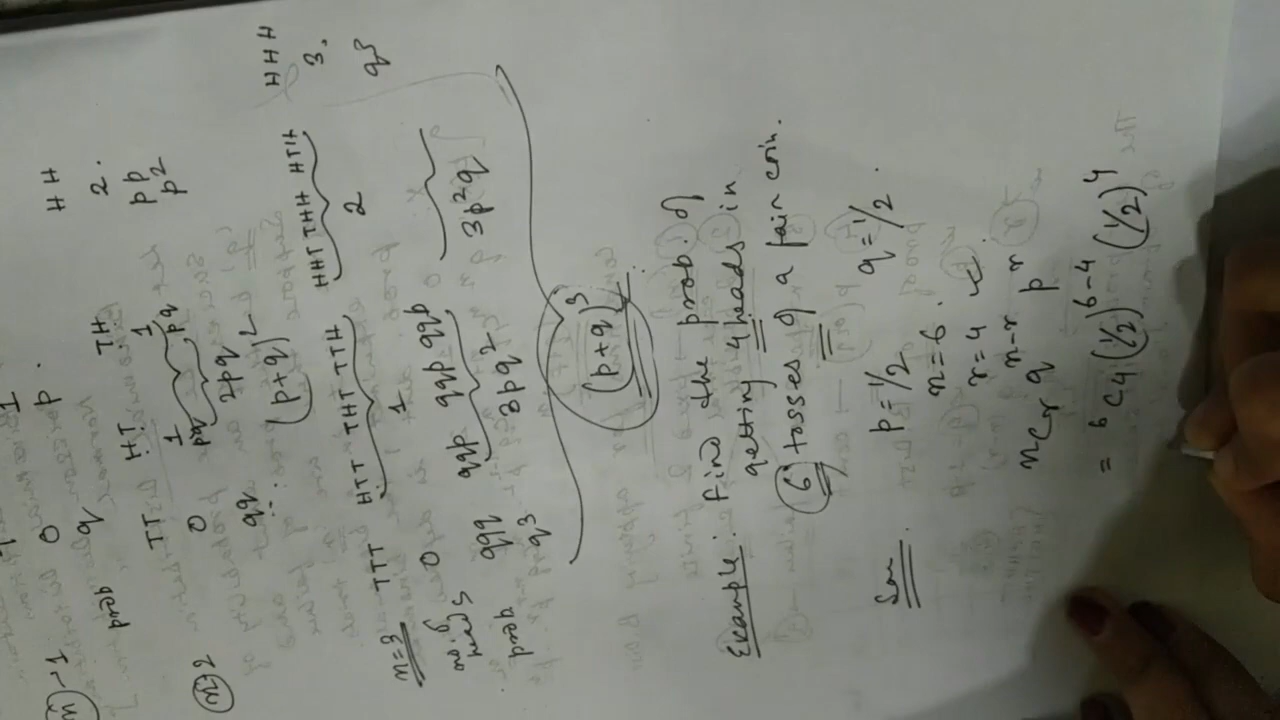 n=1
0 1
prob q p.
n=2 TT HT TH HH
0 1 1 2.
qq pq pq pp
2pq p²
(p+q)²
n=3 TTT HTT THT TTH HHT THH HTH HHH
no. of heads 0 1 2 3.
prob qqq qqp qqp qqp
q³ 3pq² 3p²q q³
(p+q)³
Example: Find the prob. of
getting 4 heads in
6 tosses of a fair coin.
Son. p=1/2 q=1/2.
n=6.
r=4
nCr q^n-r p^r
= ⁶C4 (1/2)^6-4 (1/2)^4